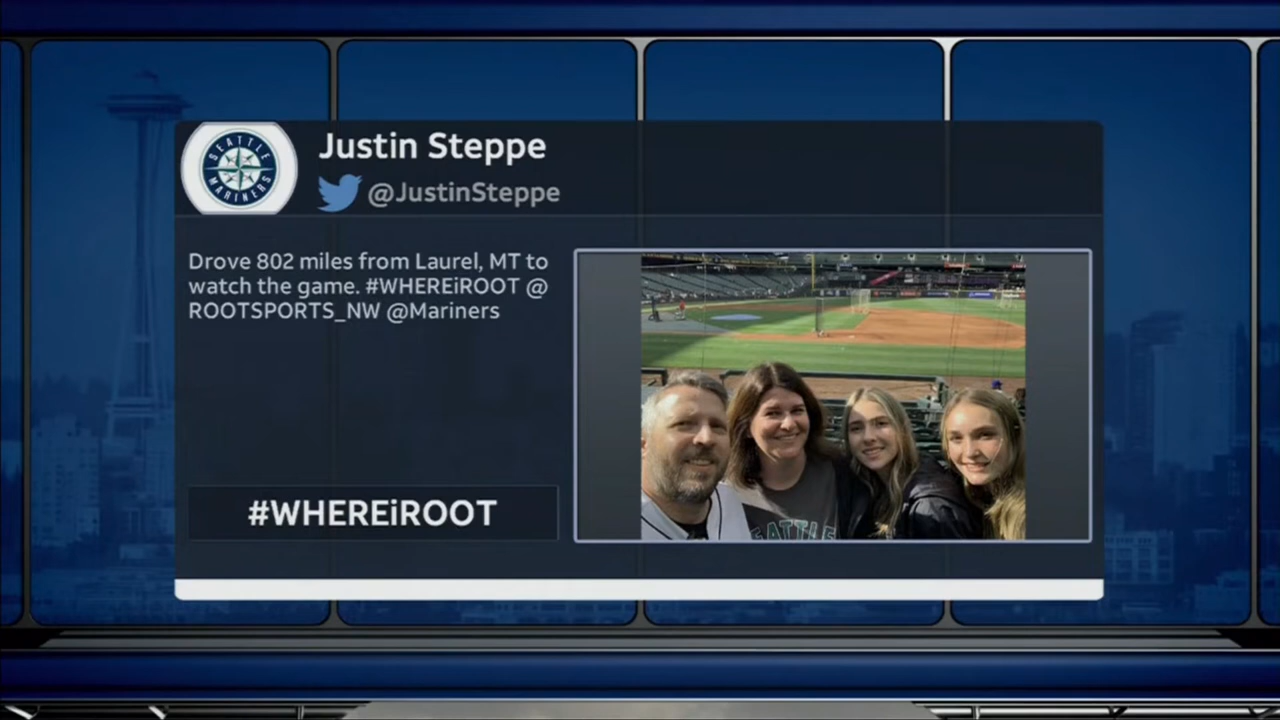 SEATTLE
MARINERS
Justin Steppe
@JustinSteppe
Drove 802 miles from Laurel, MT to
watch the game. #WHEREiROOT @
ROOTSPORTS_NW @Mariners
#WHEREiROOT
EATTLE